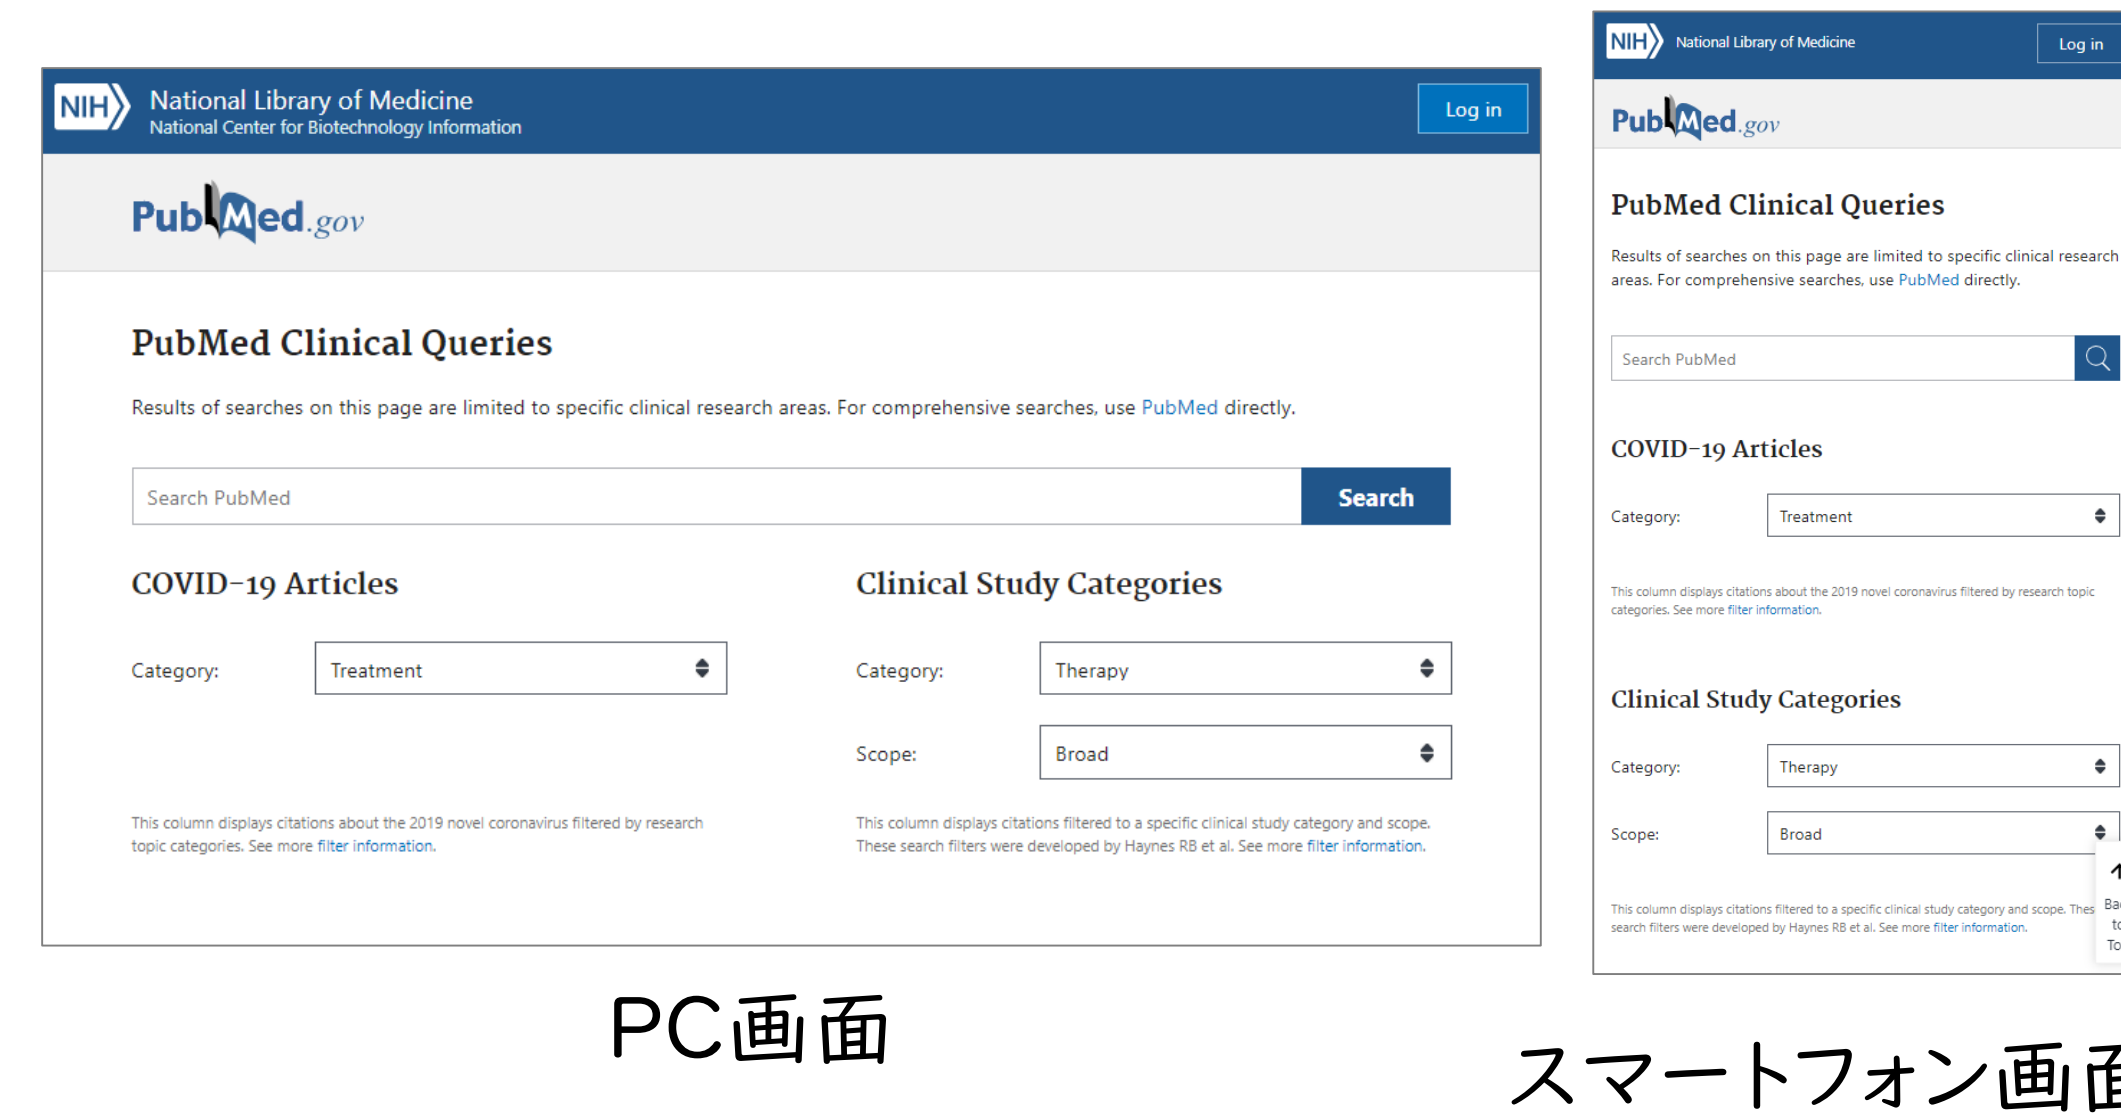 NIH
National Library of Medicine
National Center for Biotechnology Information
Log in
PubMed.gov
PubMed Clinical Queries
Results of searches on this page are limited to specific clinical research areas. For comprehensive searches, use PubMed directly.
Search PubMed
Search
COVID-19 Articles
Category:
Treatment
This column displays citations about the 2019 novel coronavirus filtered by research
topic categories. See more filter information.
Clinical Study Categories
Category:
Therapy
Scope:
Broad
This column displays citations filtered to a specific clinical study category and scope.
These search filters were developed by Haynes RB et al. See more filter information.
PC画面
NIH
National Library of Medicine
Log in
PubMed.gov
PubMed Clinical Queries
Results of searches on this page are limited to specific clinical research
areas. For comprehensive searches, use PubMed directly.
Search PubMed
COVID-19 Articles
Category:
Treatment
This column displays citations about the 2019 novel coronavirus filtered by research topic
categories. See more filter information.
Clinical Study Categories
Category:
Therapy
Scope:
Broad
This column displays citations filtered to a specific clinical study category and scope.
search filters were developed by Haynes RB et al. See more filter information.
スマートフォン画面